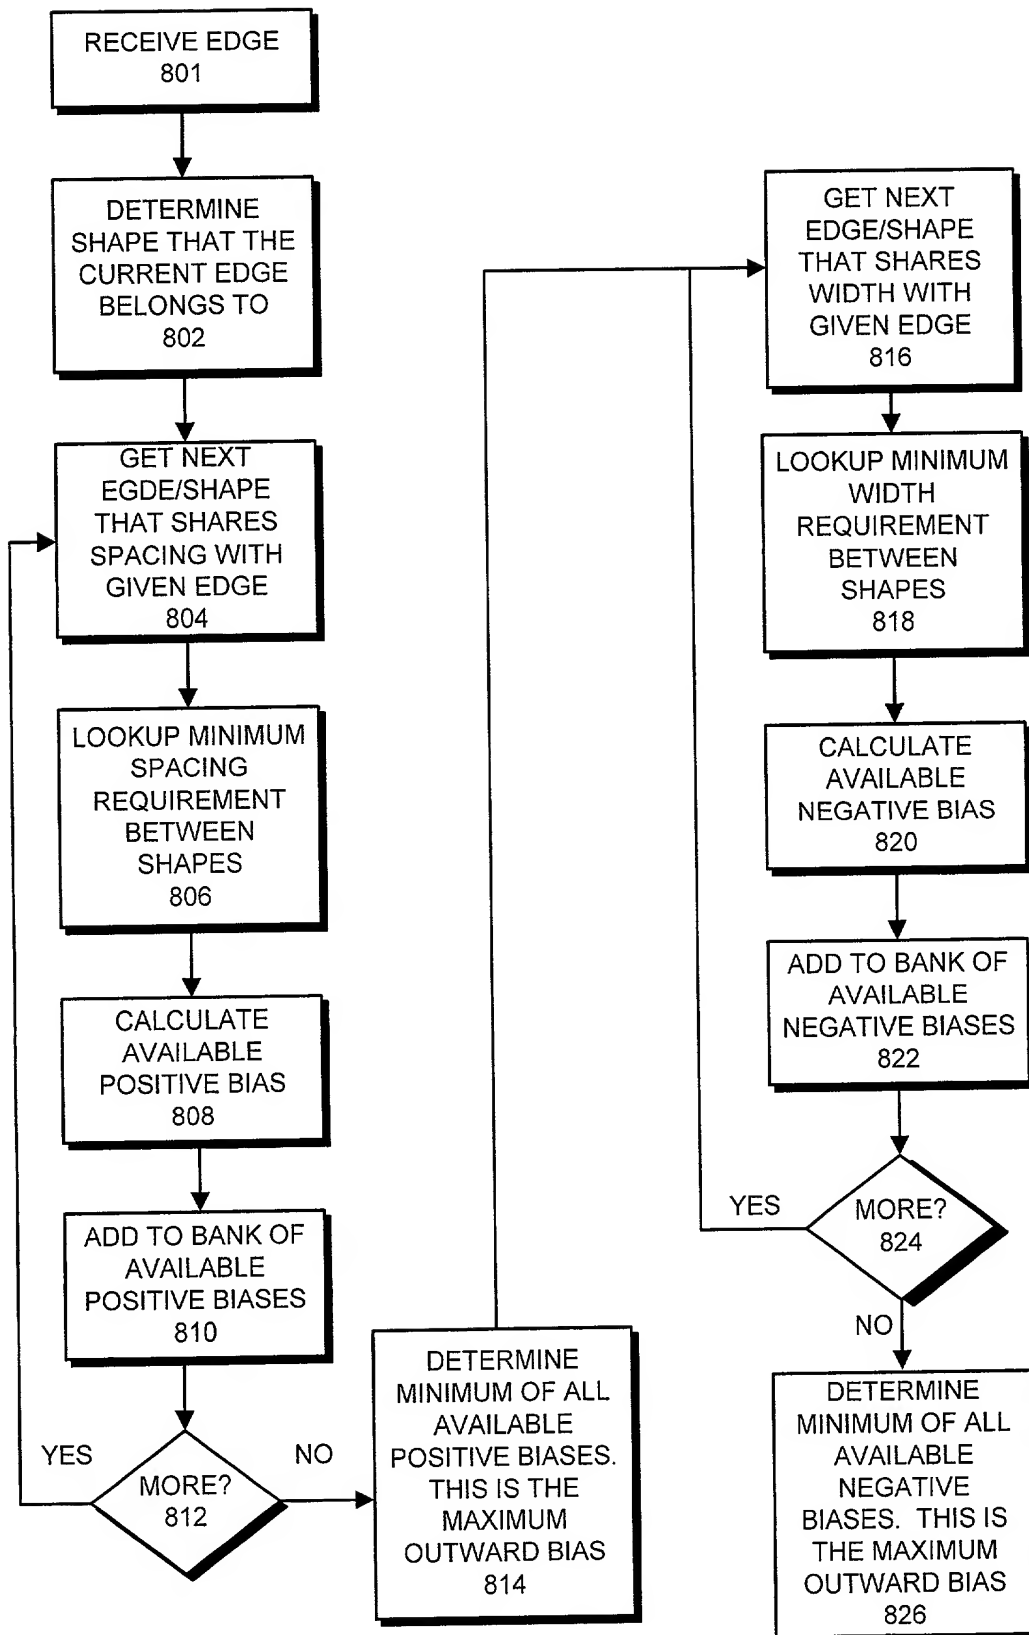 RECEIVE EDGE
801
DETERMINE
SHAPE THAT THE
CURRENT EDGE
BELONGS TO
802
GET NEXT
EGDE/SHAPE
THAT SHARES
SPACING WITH
GIVEN EDGE
804
LOOKUP MINIMUM
SPACING
REQUIREMENT
BETWEEN
SHAPES
806
CALCULATE
AVAILABLE
POSITIVE BIAS
808
ADD TO BANK OF
AVAILABLE
POSITIVE BIASES
810
YES
MORE?
812
NO
DETERMINE
MINIMUM OF ALL
AVAILABLE
POSITIVE BIASES.
THIS IS THE
MAXIMUM
OUTWARD BIAS
814
GET NEXT
EDGE/SHAPE
THAT SHARES
WIDTH WITH
GIVEN EDGE
816
LOOKUP MINIMUM
WIDTH
REQUIREMENT
BETWEEN
SHAPES
818
CALCULATE
AVAILABLE
NEGATIVE BIAS
820
ADD TO BANK OF
AVAILABLE
NEGATIVE BIASES
822
YES
MORE?
824
NO
DETERMINE
MINIMUM OF ALL
AVAILABLE
NEGATIVE
BIASES. THIS IS
THE MAXIMUM
OUTWARD BIAS
826